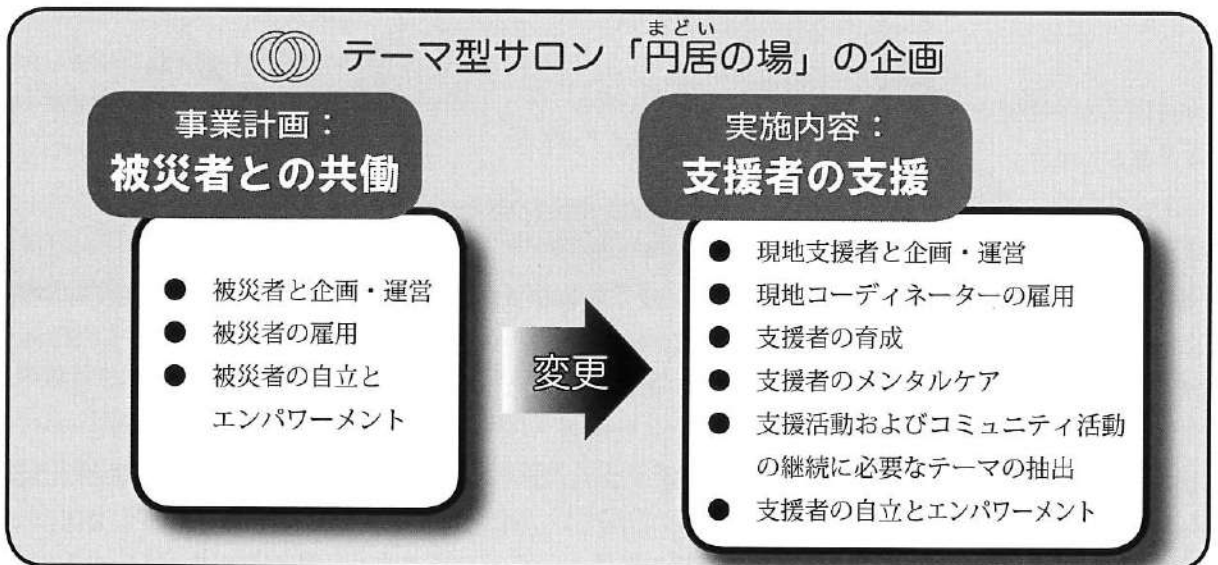 まどい
テーマ型サロン「円居の場」の企画
事業計画：
被災者との共働
● 被災者と企画・運営
● 被災者の雇用
● 被災者の自立と
エンパワーメント
変更
実施内容：
支援者の支援
● 現地支援者と企画・運営
● 現地コーディネーターの雇用
● 支援者の育成
● 支援者のメンタルケア
● 支援活動およびコミュニティ活動
の継続に必要なテーマの抽出
● 支援者の自立とエンパワーメント